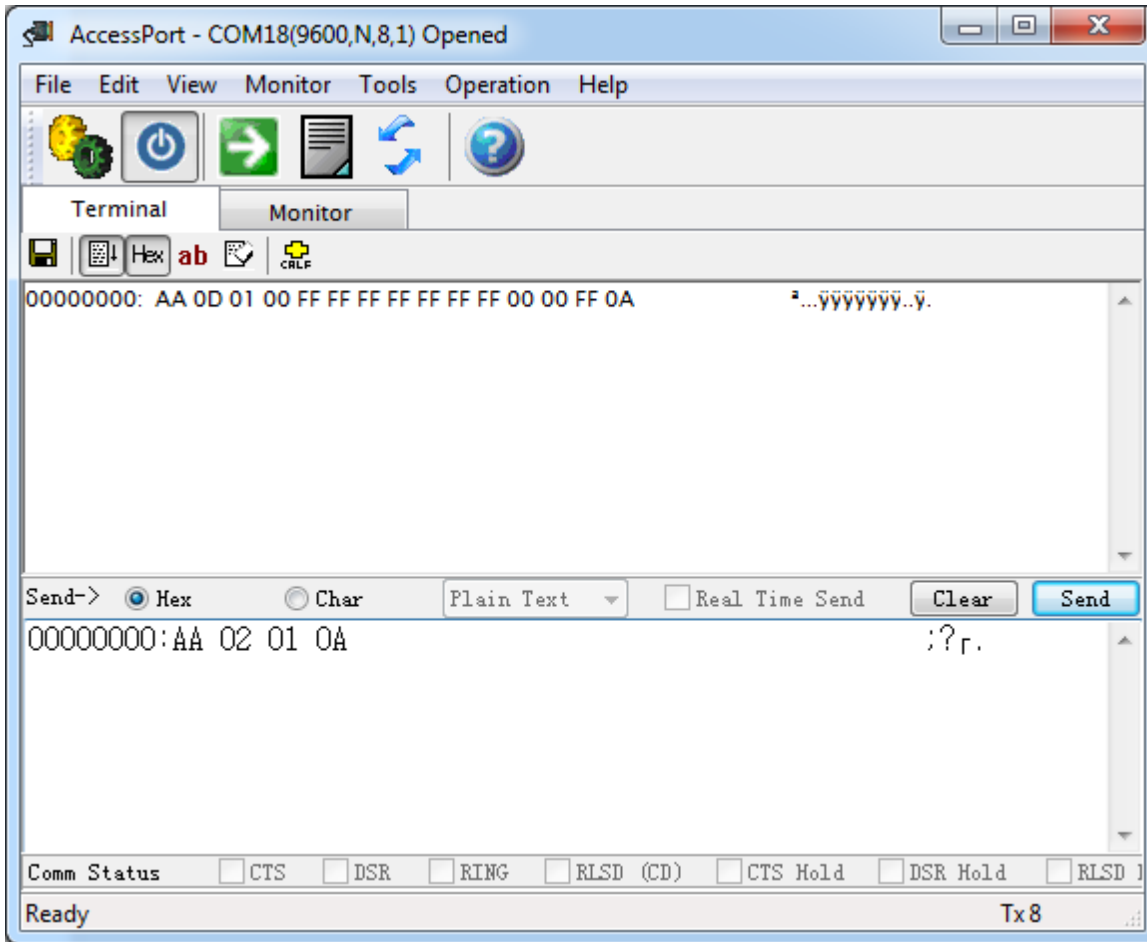 AccessPort - COM18(9600,N,8,1) Opened
File Edit View Monitor Tools Operation Help
Terminal Monitor
Hex ab CRLF
00000000: AA 0D 01 00 FF FF FF FF FF FF FF 00 00 FF 0A ª...ÿÿÿÿÿÿÿ..ÿ.
Send-> Hex Char Plain Text Real Time Send Clear Send
00000000:AA 02 01 0A ;?┌.
Comm Status CTS DSR RING RLSD (CD) CTS Hold DSR Hold RLSD
Ready Tx 8